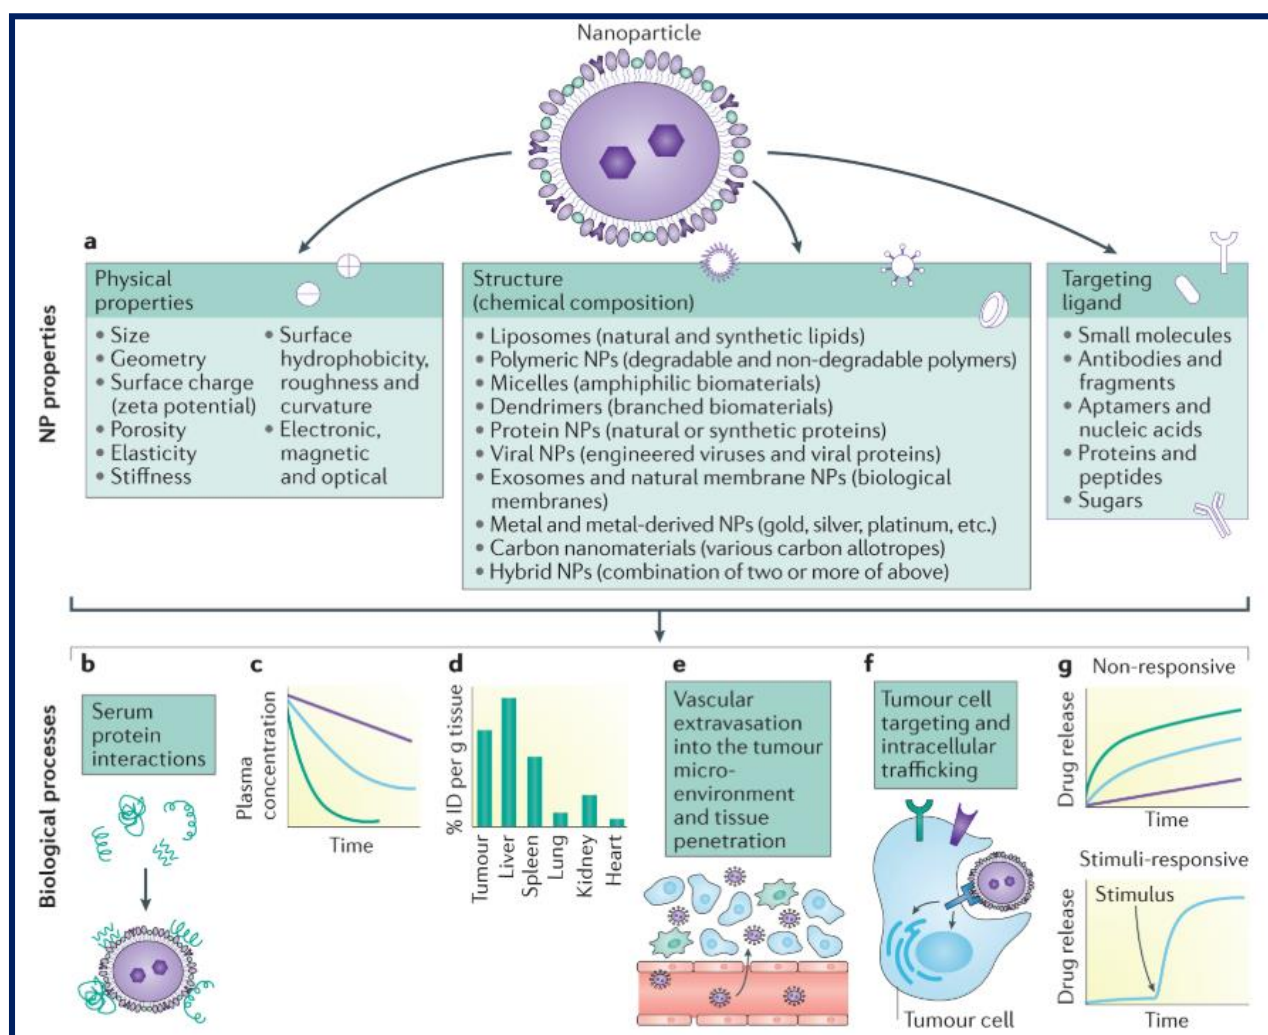 Nanoparticle
a
NP properties
Physical
properties
• Size
• Geometry
• Surface charge
(zeta potential)
• Porosity
• Elasticity
• Stiffness
• Surface
hydrophobicity,
roughness and
curvature
• Electronic,
magnetic
and optical
Structure
(chemical composition)
• Liposomes (natural and synthetic lipids)
• Polymeric NPs (degradable and non-degradable polymers)
• Micelles (amphiphilic biomaterials)
• Dendrimers (branched biomaterials)
• Protein NPs (natural or synthetic proteins)
• Viral NPs (engineered viruses and viral proteins)
• Exosomes and natural membrane NPs (biological
membranes)
• Metal and metal-derived NPs (gold, silver, platinum, etc.)
• Carbon nanomaterials (various carbon allotropes)
• Hybrid NPs (combination of two or more of above)
Targeting
ligand
• Small molecules
• Antibodies and
fragments
• Aptamers and
nucleic acids
• Proteins and
peptides
• Sugars
Biological processes
b
Serum
protein
interactions
c
Plasma
concentration
Time
d
% ID per g tissue
Tumour
Liver
Spleen
Lung
Kidney
Heart
e
Vascular
extravasation
into the tumour
micro-
environment
and tissue
penetration
f
Tumour cell
targeting and
intracellular
trafficking
Tumour cell
g
Non-responsive
Drug release
Time
Stimuli-responsive
Stimulus
Drug release
Time